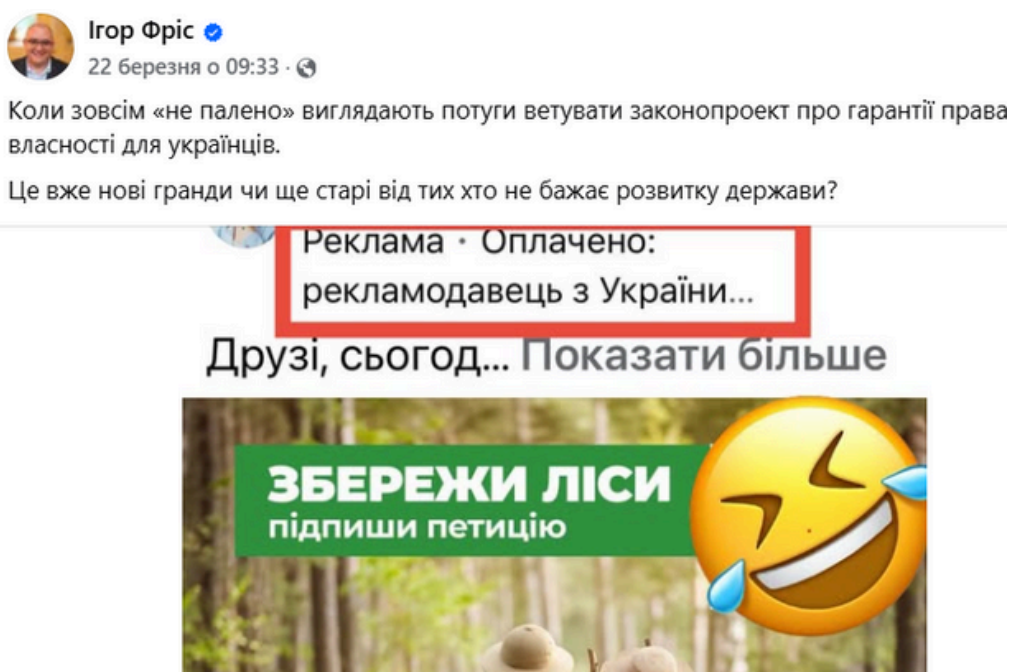 Ігор Фріс
22 березня о 09:33 ·
Коли зовсім «не палено» виглядають потуги ветувати законопроект про гарантії права
власності для українців.
Це вже нові гранди чи ще старі від тих хто не бажає розвитку держави?
Реклама · Оплачено:
рекламодавець з України...
Друзі, сьогод... Показати більше
ЗБЕРЕЖИ ЛІСИ
підпиши петицію